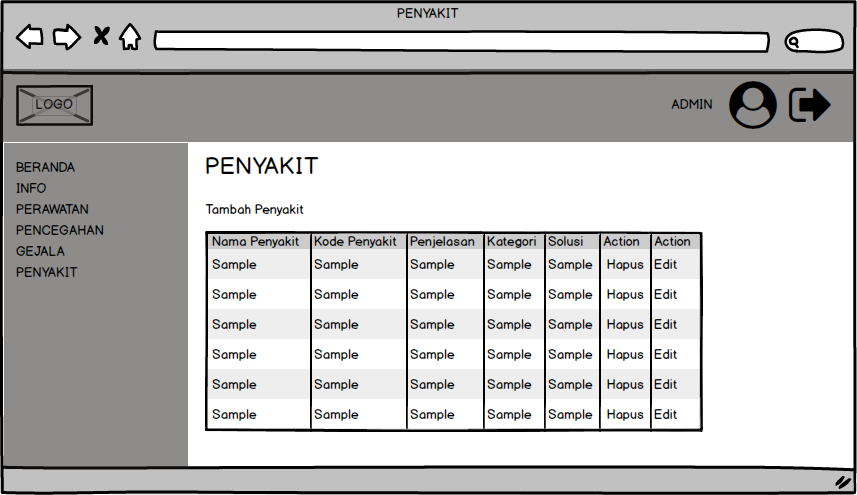 PENYAKIT
LOGO
ADMIN
BERANDA
INFO
PERAWATAN
PENCEGAHAN
GEJALA
PENYAKIT
PENYAKIT
Tambah Penyakit
Nama Penyakit Kode Penyakit Penjelasan Kategori Solusi Action Action
Sample Sample Sample Sample Sample Hapus Edit
Sample Sample Sample Sample Sample Hapus Edit
Sample Sample Sample Sample Sample Hapus Edit
Sample Sample Sample Sample Sample Hapus Edit
Sample Sample Sample Sample Sample Hapus Edit
Sample Sample Sample Sample Sample Hapus Edit